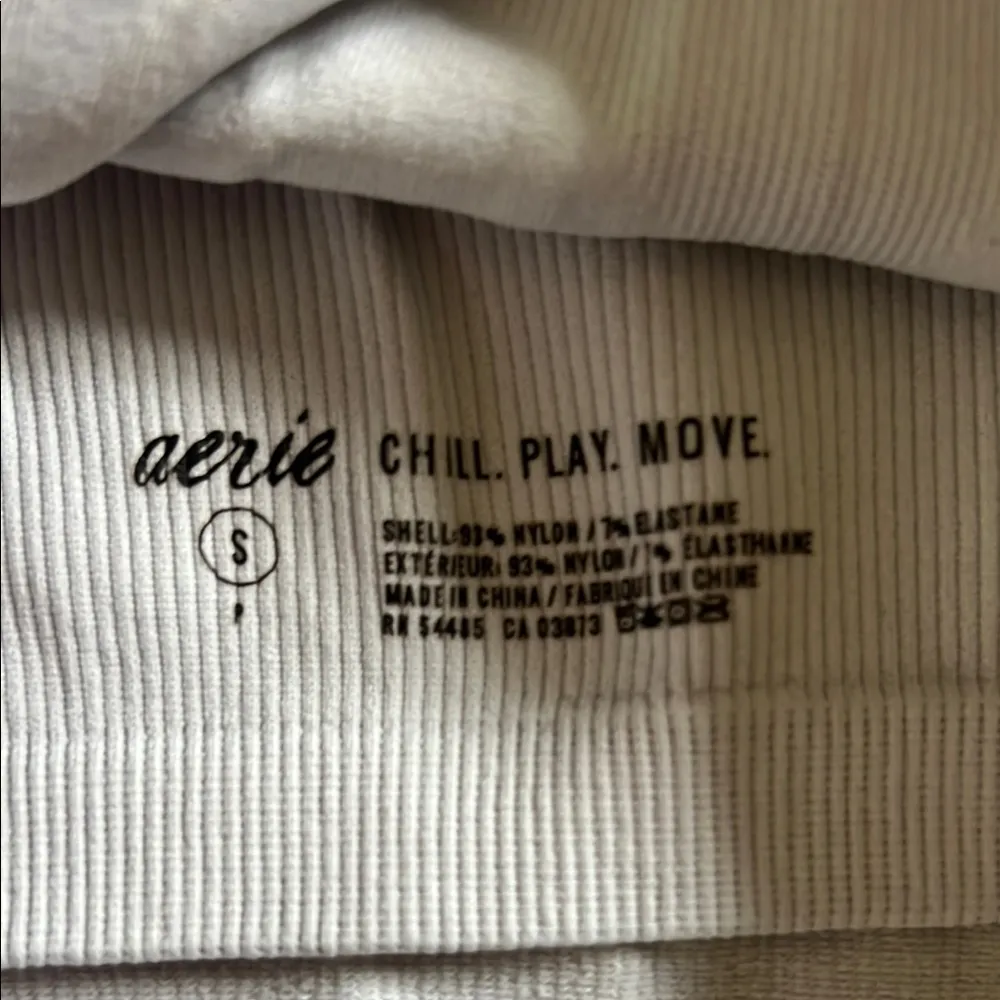 aerie CHILL. PLAY. MOVE.
S
P
SHELL: 93% NYLON / 7% ELASTANE
EXTÉRIEUR: 93% NYLON / 7% ÉLASTHANNE
MADE IN CHINA / FABRIQUÉ EN CHINE
RN 54485 CA 03873